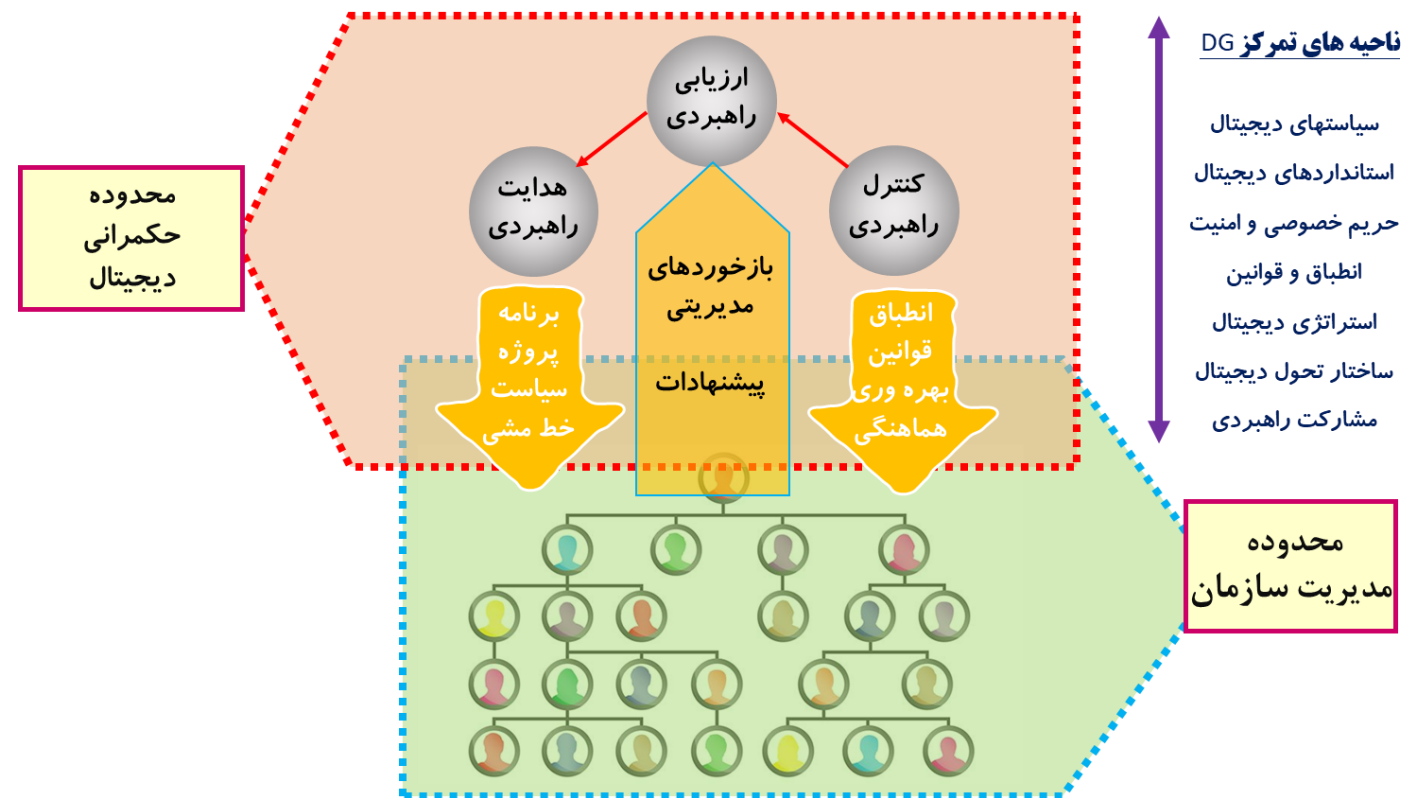 ناحیه های تمرکز DG
سیاستهای دیجیتال
استانداردهای دیجیتال
حریم خصوصی و امنیت
انطباق و قوانین
استراتژی دیجیتال
ساختار تحول دیجیتال
مشارکت راهبردی
ارزیابی
راهبردی
کنترل
راهبردی
هدایت
راهبردی
محدوده
حکمرانی
دیجیتال
انطباق
قوانین
بهره وری
هماهنگی
بازخوردهای
مدیریتی
پیشنهادات
برنامه
پروژه
سیاست
خط مشی
محدوده
مدیریت سازمان